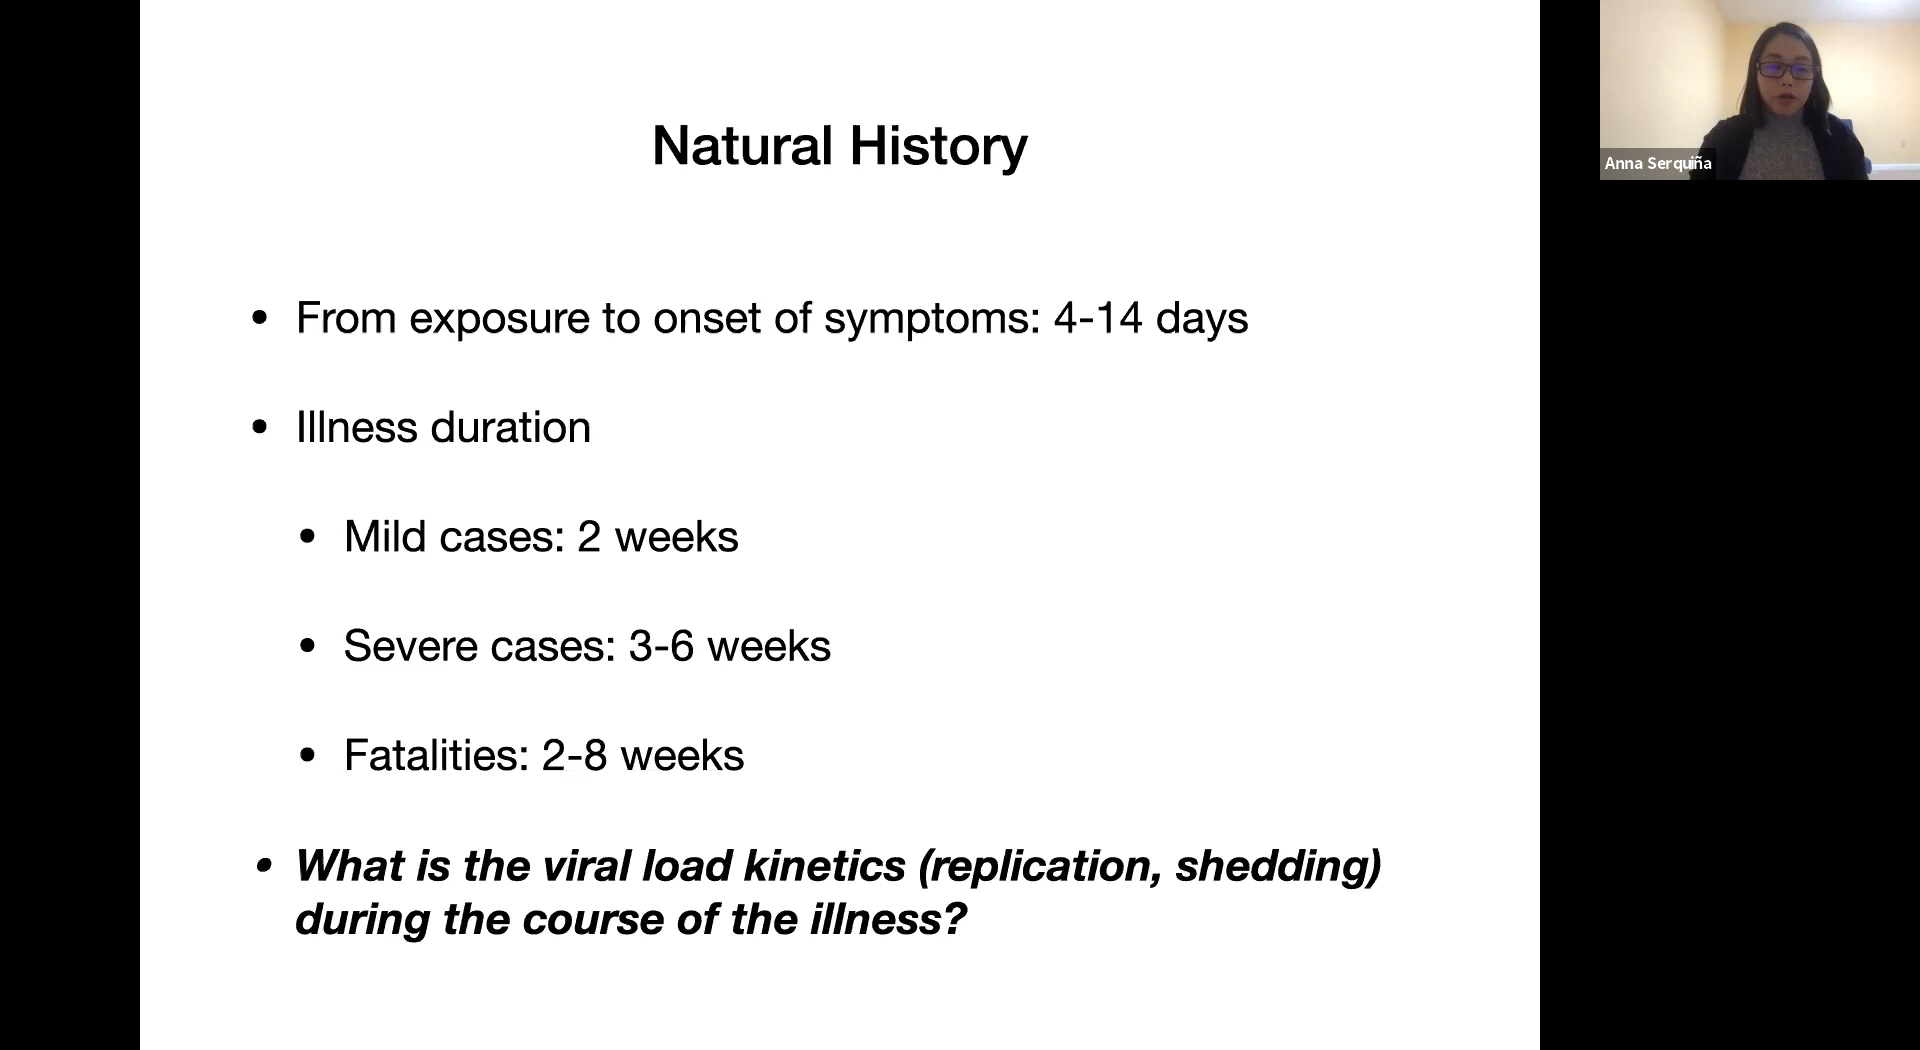 Natural History
• From exposure to onset of symptoms: 4-14 days
• Illness duration
• Mild cases: 2 weeks
• Severe cases: 3-6 weeks
• Fatalities: 2-8 weeks
• What is the viral load kinetics (replication, shedding)
during the course of the illness?
Anna Serquiña